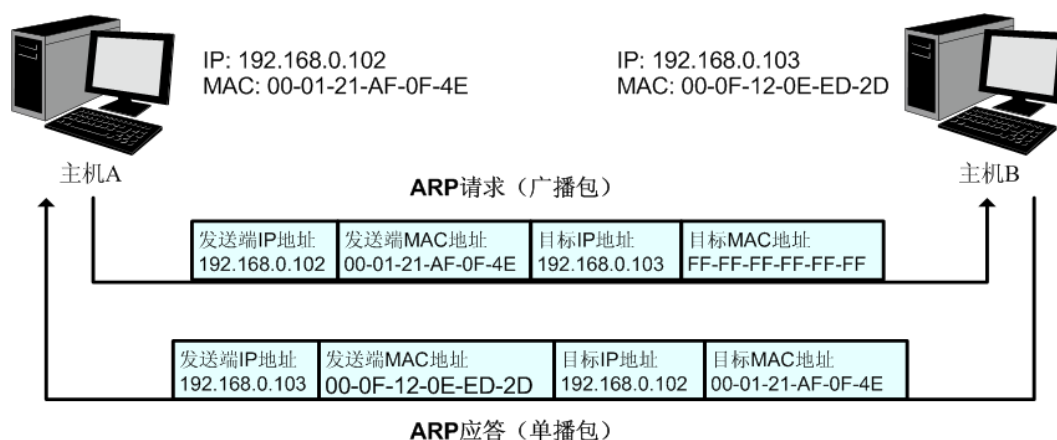 IP: 192.168.0.102
MAC: 00-01-21-AF-0F-4E
IP: 192.168.0.103
MAC: 00-0F-12-0E-ED-2D
主机A
主机B
ARP请求（广播包）
发送端IP地址 发送端MAC地址 目标IP地址 目标MAC地址
192.168.0.102 00-01-21-AF-0F-4E 192.168.0.103 FF-FF-FF-FF-FF-FF
发送端IP地址 发送端MAC地址 目标IP地址 目标MAC地址
192.168.0.103 00-0F-12-0E-ED-2D 192.168.0.102 00-01-21-AF-0F-4E
ARP应答（单播包）